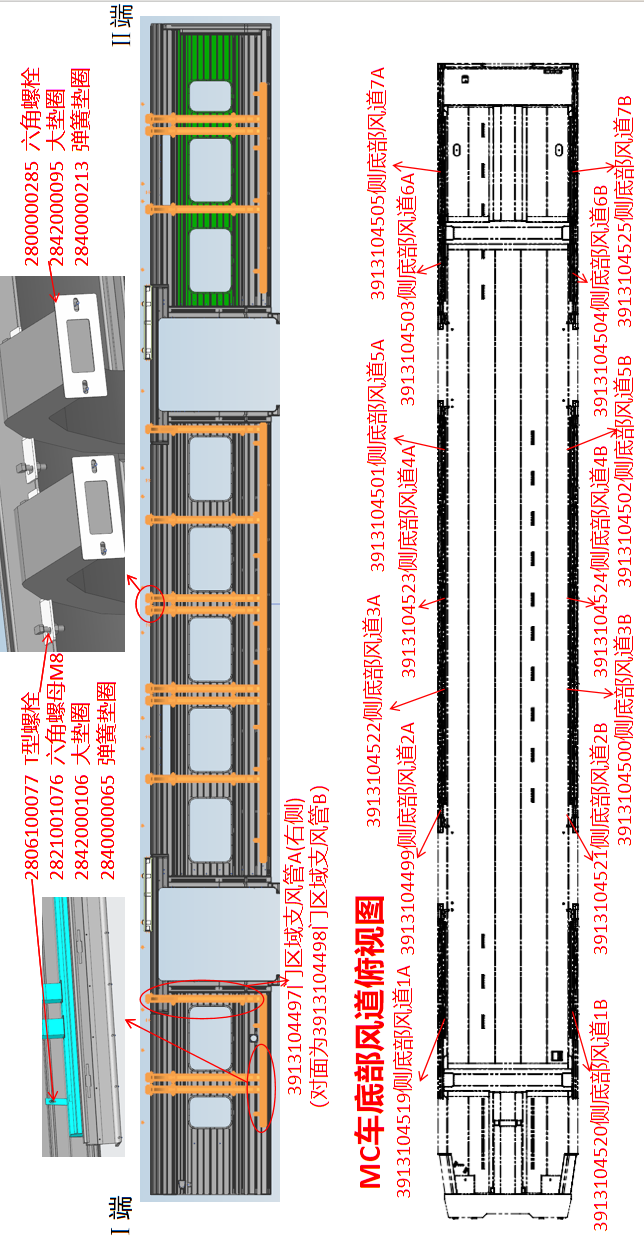 II端
2800000285 六角螺栓
2842000095 大垫圈
2840000213 弹簧垫圈
2806100077 T型螺栓
2821001076 六角螺母M8
2842000106 大垫圈
2840000065 弹簧垫圈
I端
3913104497门区域支风管A(右侧)
(对面为3913104498门区域支风管B)
MC车底部风道俯视图
3913104519侧底部风道1A
3913104499侧底部风道2A
3913104522侧底部风道3A
3913104523侧底部风道4A
3913104501侧底部风道5A
3913104503侧底部风道6A
3913104505侧底部风道7A
3913104520侧底部风道1B
3913104521侧底部风道2B
3913104500侧底部风道3B
3913104524侧底部风道4B
3913104502侧底部风道5B
3913104504侧底部风道6B
3913104525侧底部风道7B